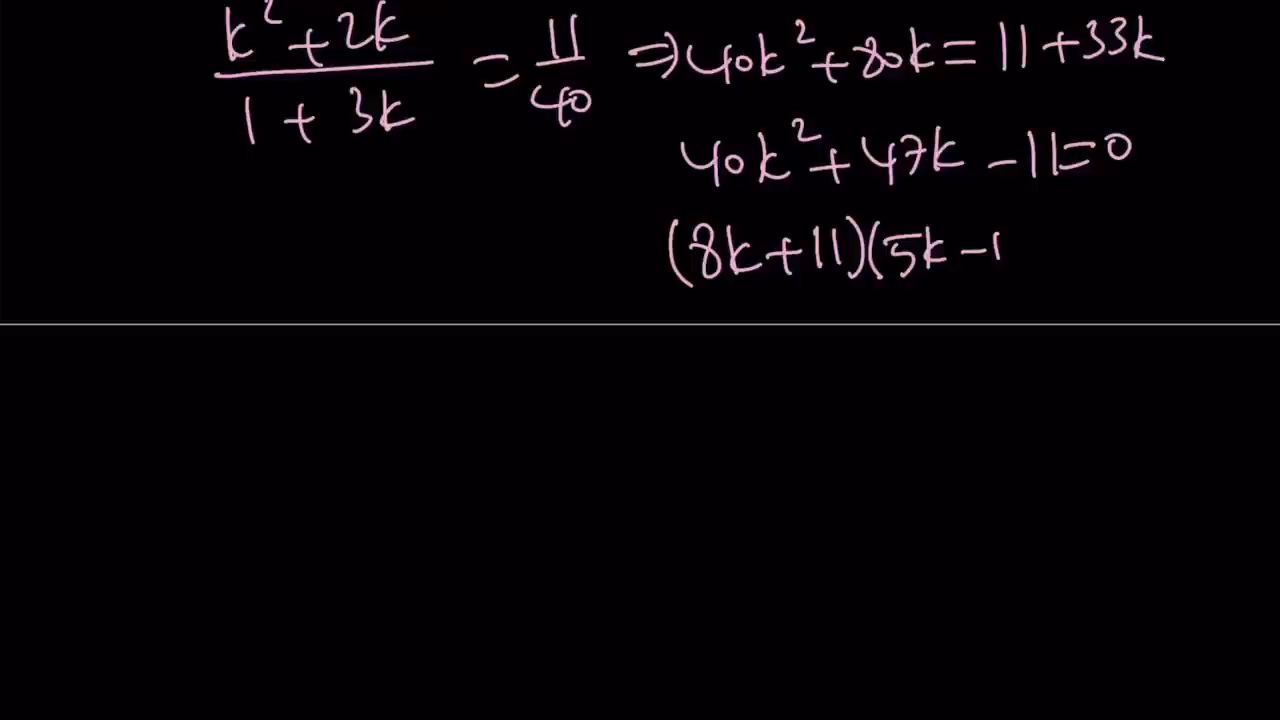 k² + 2k / 1 + 3k = 11/40 ⇒ 40k² + 80k = 11 + 33k
40k² + 47k - 11 = 0
(8k + 11)(5k - 1